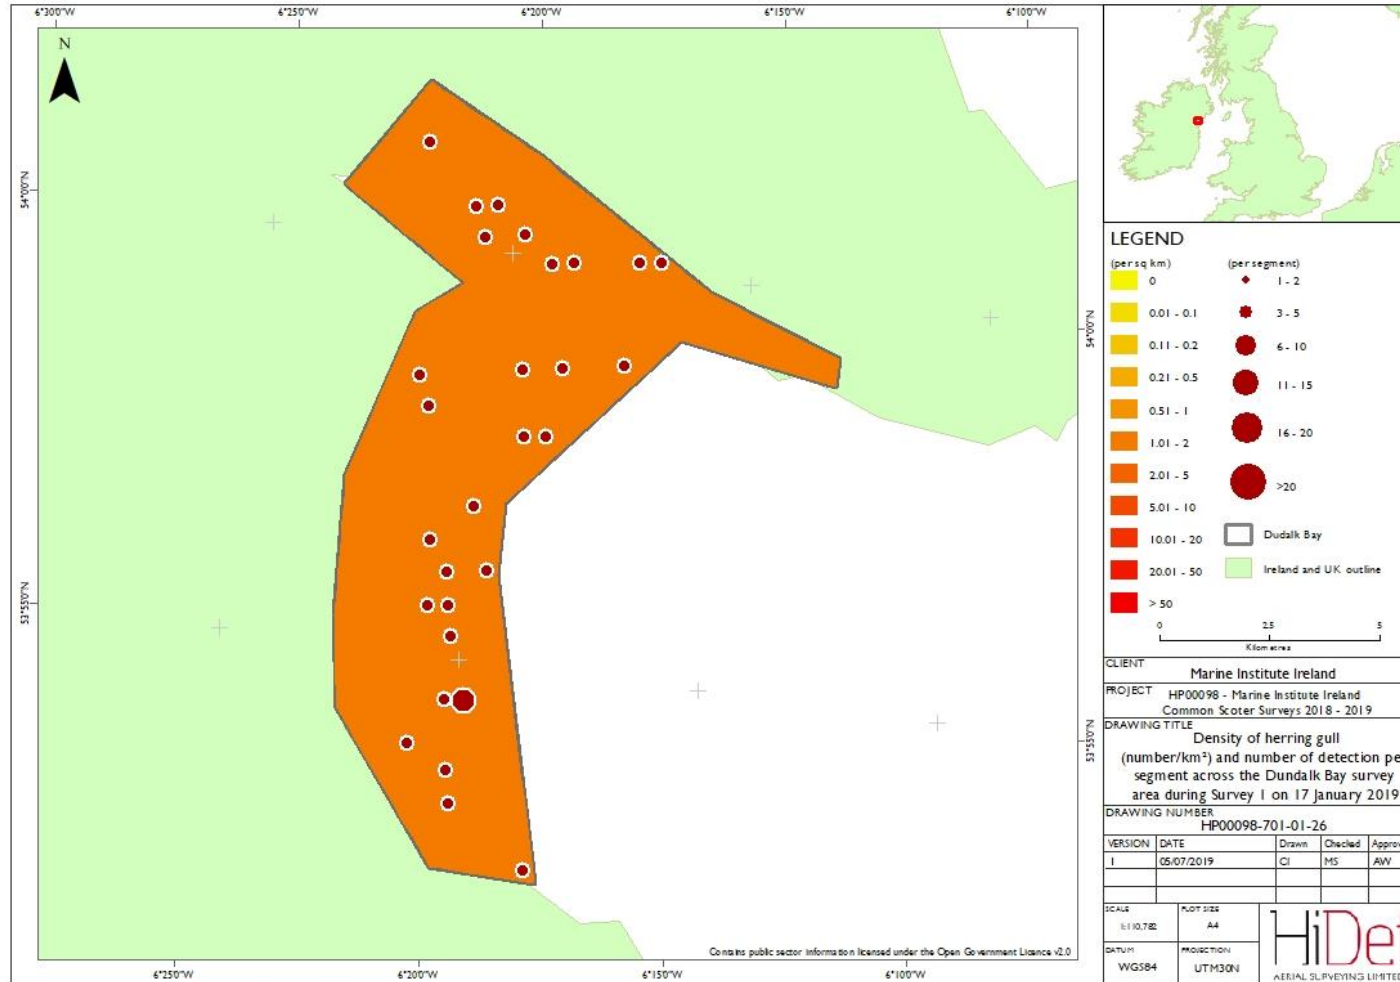 6°30'0"W 6°25'0"W 6°20'0"W 6°15'0"W 6°10'0"W
N
54°0'0"N
54°0'0"N
53°55'0"N
53°55'0"N
6°25'0"W 6°20'0"W 6°15'0"W 6°10'0"W
Contains public sector information licensed under the Open Government Licence v2.0
LEGEND
(per sq km) (per segment)
0 1 - 2
0.01 - 0.1 3 - 5
0.11 - 0.2 6 - 10
0.21 - 0.5 11 - 15
0.51 - 1 16 - 20
1.01 - 2 >20
2.01 - 5
5.01 - 10
10.01 - 20 Dudalk Bay
20.01 - 50 Ireland and UK outline
> 50
0 2.5 5
Kilometres
CLIENT
Marine Institute Ireland
PROJECT HP00098 - Marine Institute Ireland
Common Scoter Surveys 2018 - 2019
DRAWING TITLE
Density of herring gull
(number/km²) and number of detection pe
segment across the Dundalk Bay survey
area during Survey 1 on 17 January 2019
DRAWING NUMBER
HP00098-701-01-26
VERSION DATE Drawn Checked Approv
1 05/07/2019 CI MS AW
SCALE PLOT SIZE
1:110,782 A4
DATUM PROJECTION
WGS84 UTM30N
HiDef
AERIAL SURVEYING LIMITED